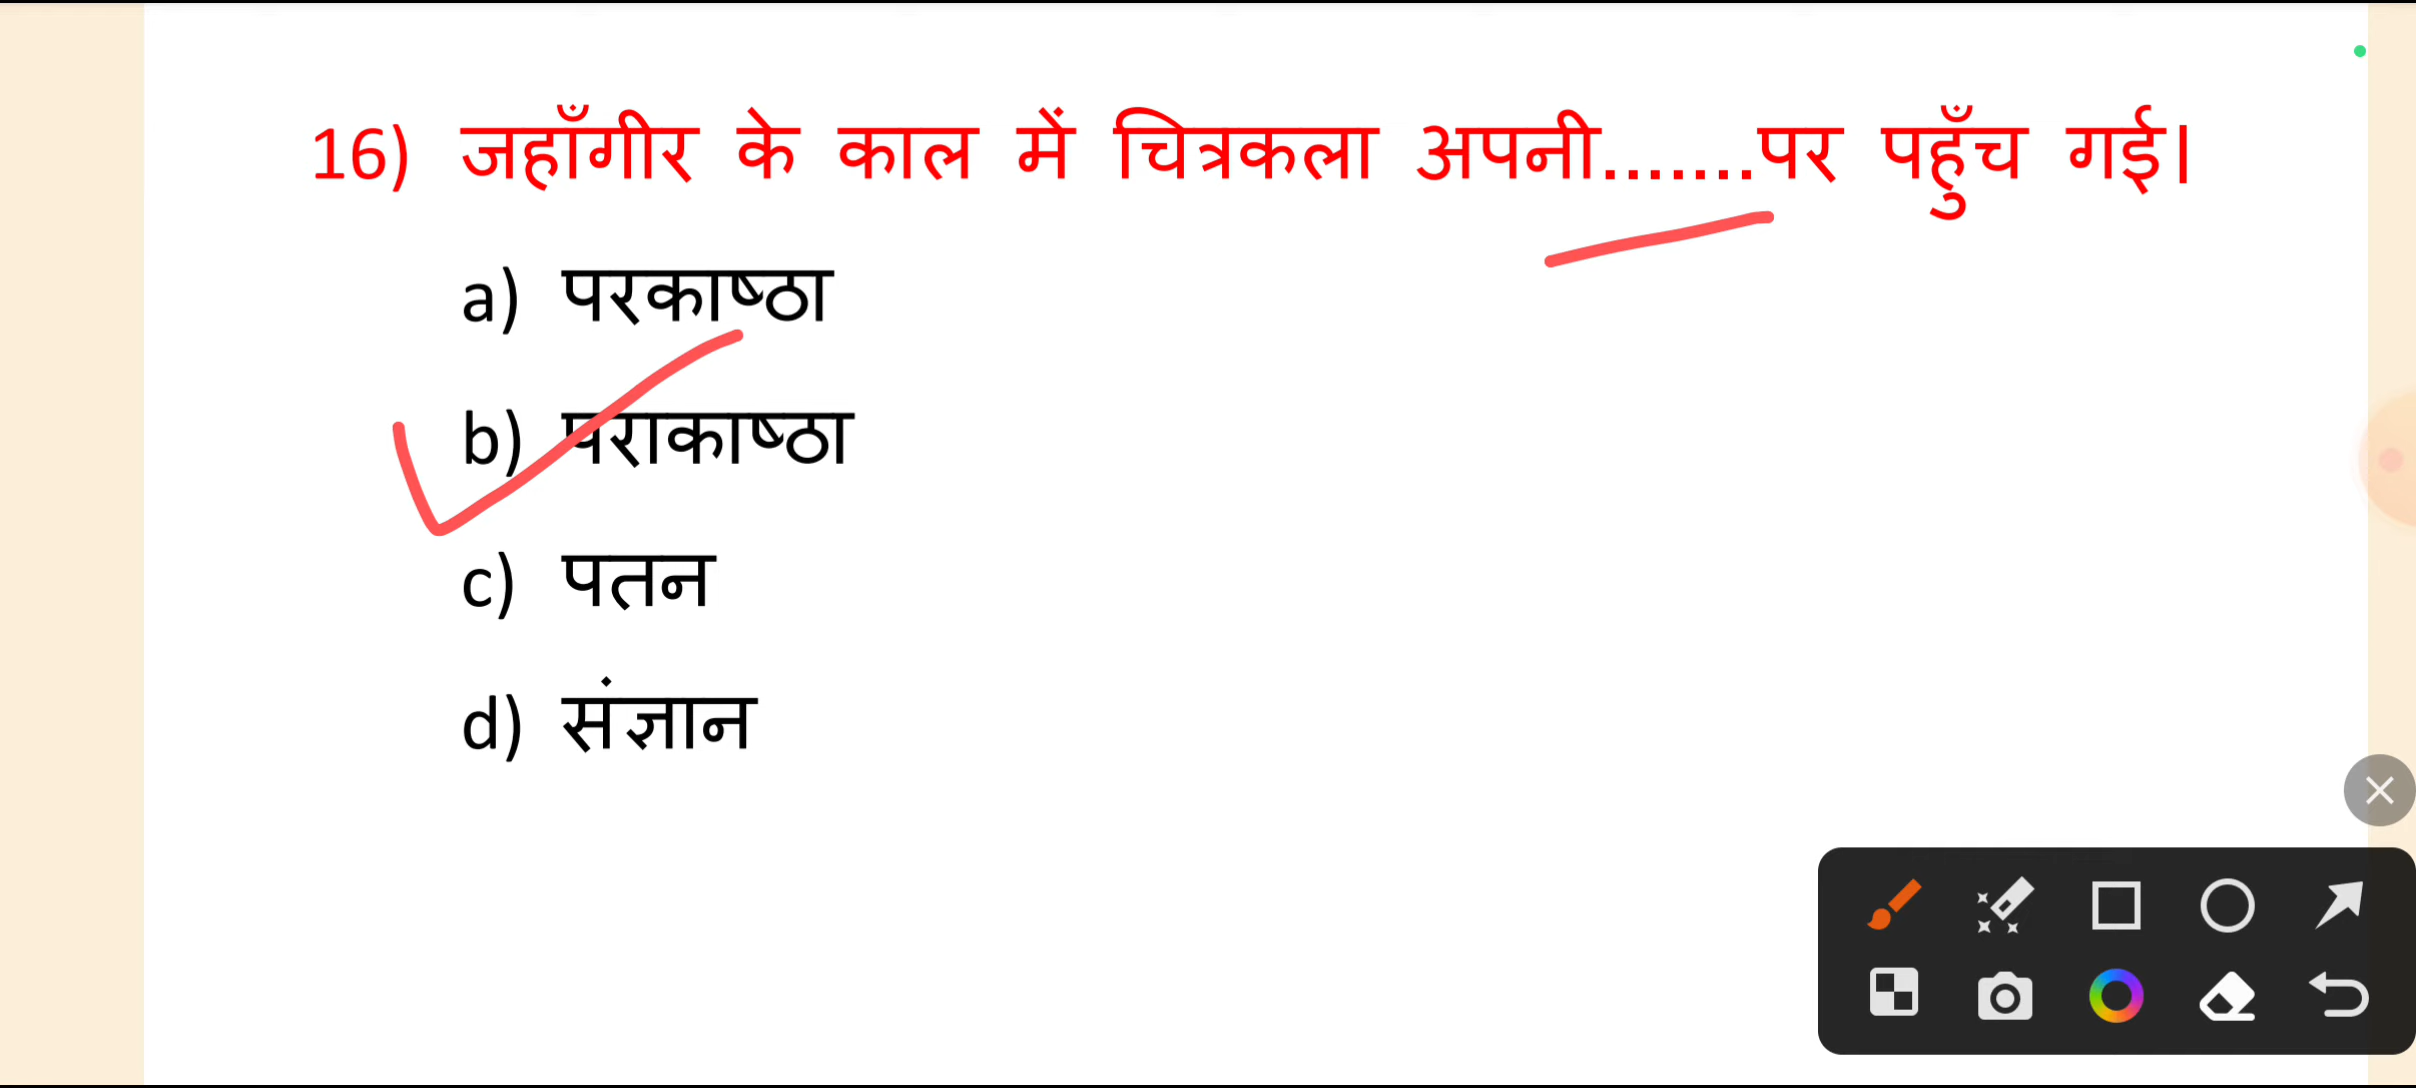 16) जहाँगीर के काल में चित्रकला अपनी.......पर पहुँच गई।
a) परकाष्ठा
b) पराकाष्ठा
c) पतन
d) संज्ञान